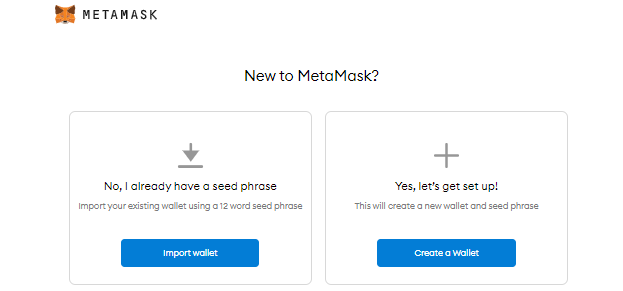 METAMASK
New to MetaMask?
No, I already have a seed phrase
Import your existing wallet using a 12 word seed phrase
Import wallet
Yes, let's get set up!
This will create a new wallet and seed phrase
Create a Wallet